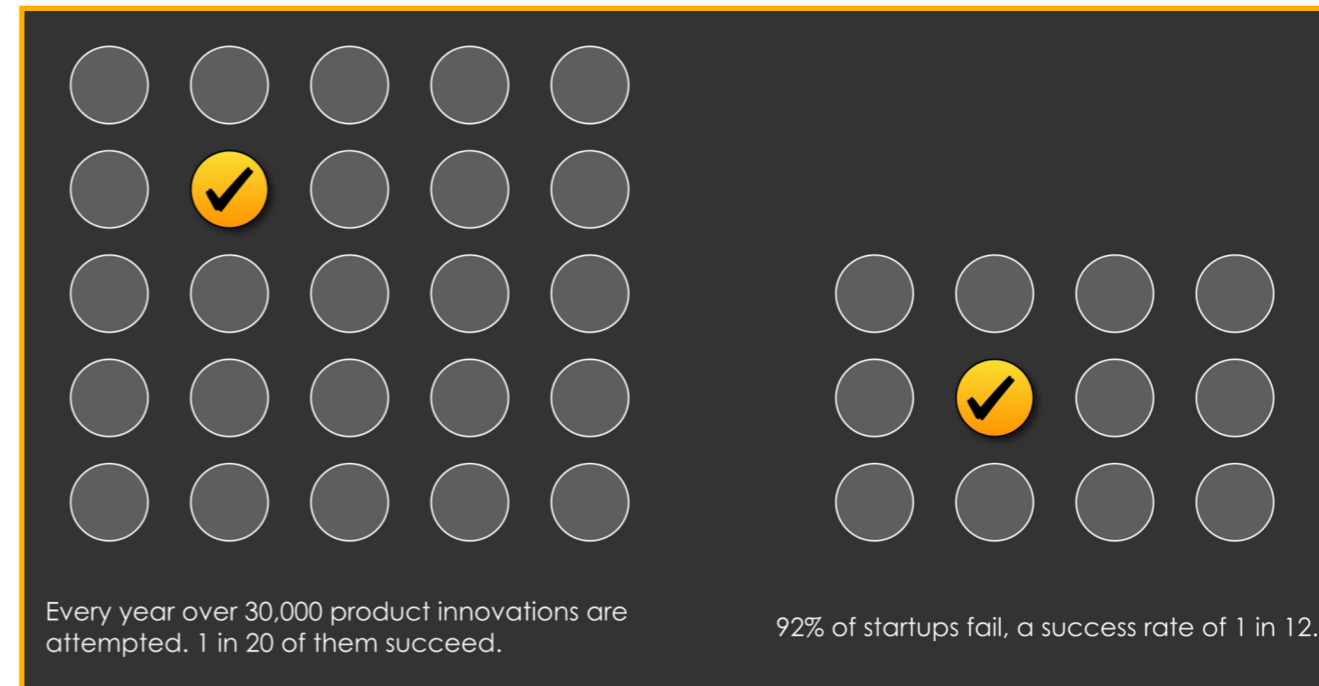 Every year over 30,000 product innovations are
attempted. 1 in 20 of them succeed.
92% of startups fail, a success rate of 1 in 12.